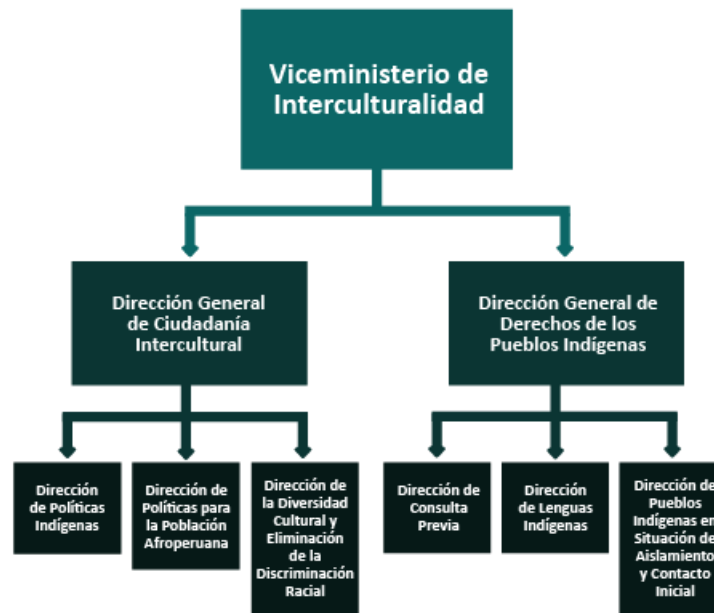 Viceministerio de
Interculturalidad
Dirección General
de Ciudadanía
Intercultural
Dirección General de
Derechos de los
Pueblos Indígenas
Dirección
de Políticas
Indígenas
Dirección de
Políticas para
la Población
Afroperuana
Dirección de
la Diversidad
Cultural y
Eliminación
de la
Discriminación
Racial
Dirección de
Consulta
Previa
Dirección
de Lenguas
Indígenas
Dirección de
Pueblos
Indígenas en
Situación de
Aislamiento
y Contacto
Inicial